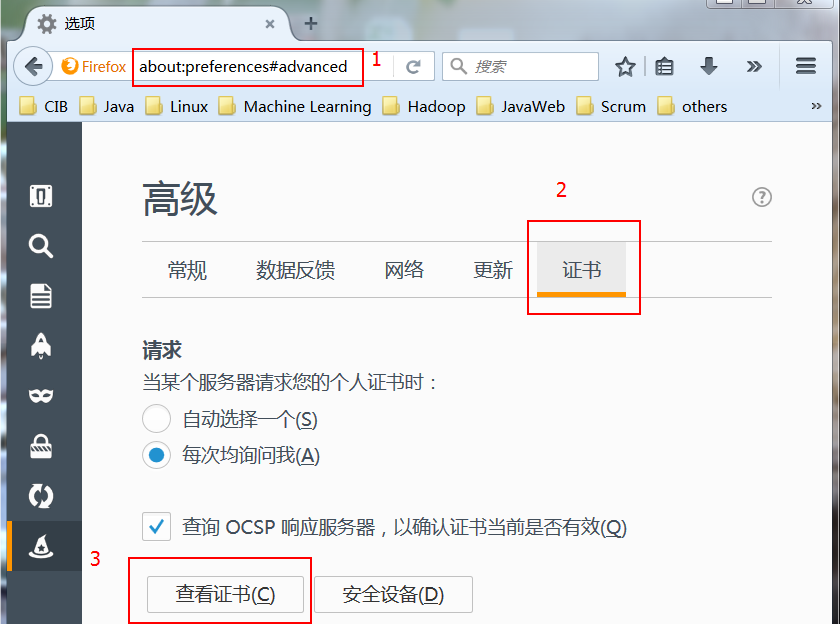 选项
Firefox about:preferences#advanced 1 搜索
CIB Java Linux Machine Learning Hadoop JavaWeb Scrum others
高级
2
常规 数据反馈 网络 更新 证书
请求
当某个服务器请求您的个人证书时：
自动选择一个(S)
每次均询问我(A)
查询 OCSP 响应服务器，以确认证书当前是否有效(Q)
3
查看证书(C) 安全设备(D)